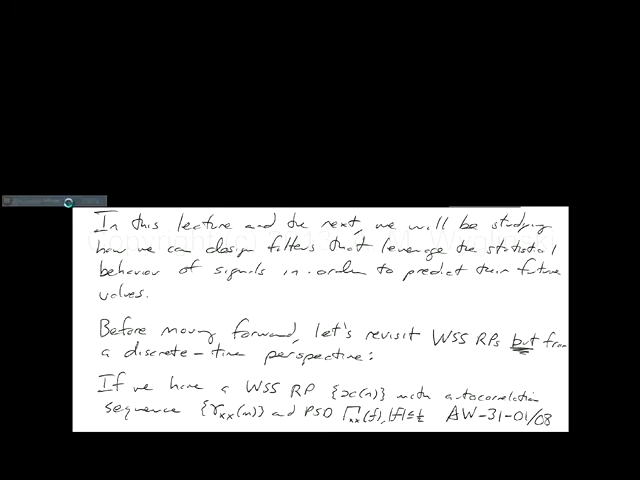 In this lecture and the next, we will be studying
how we can design filters that leverage the statistical
behavior of signals in order to predict their future
values.
Before moving forward, let's revisit WSS RPs but from
a discrete-time perspective:
If we have a WSS RP {x(n)} with autocorrelation
sequence {γxx(m)} and PSD Γxx(f), |f|≤½ AW-31-01/08